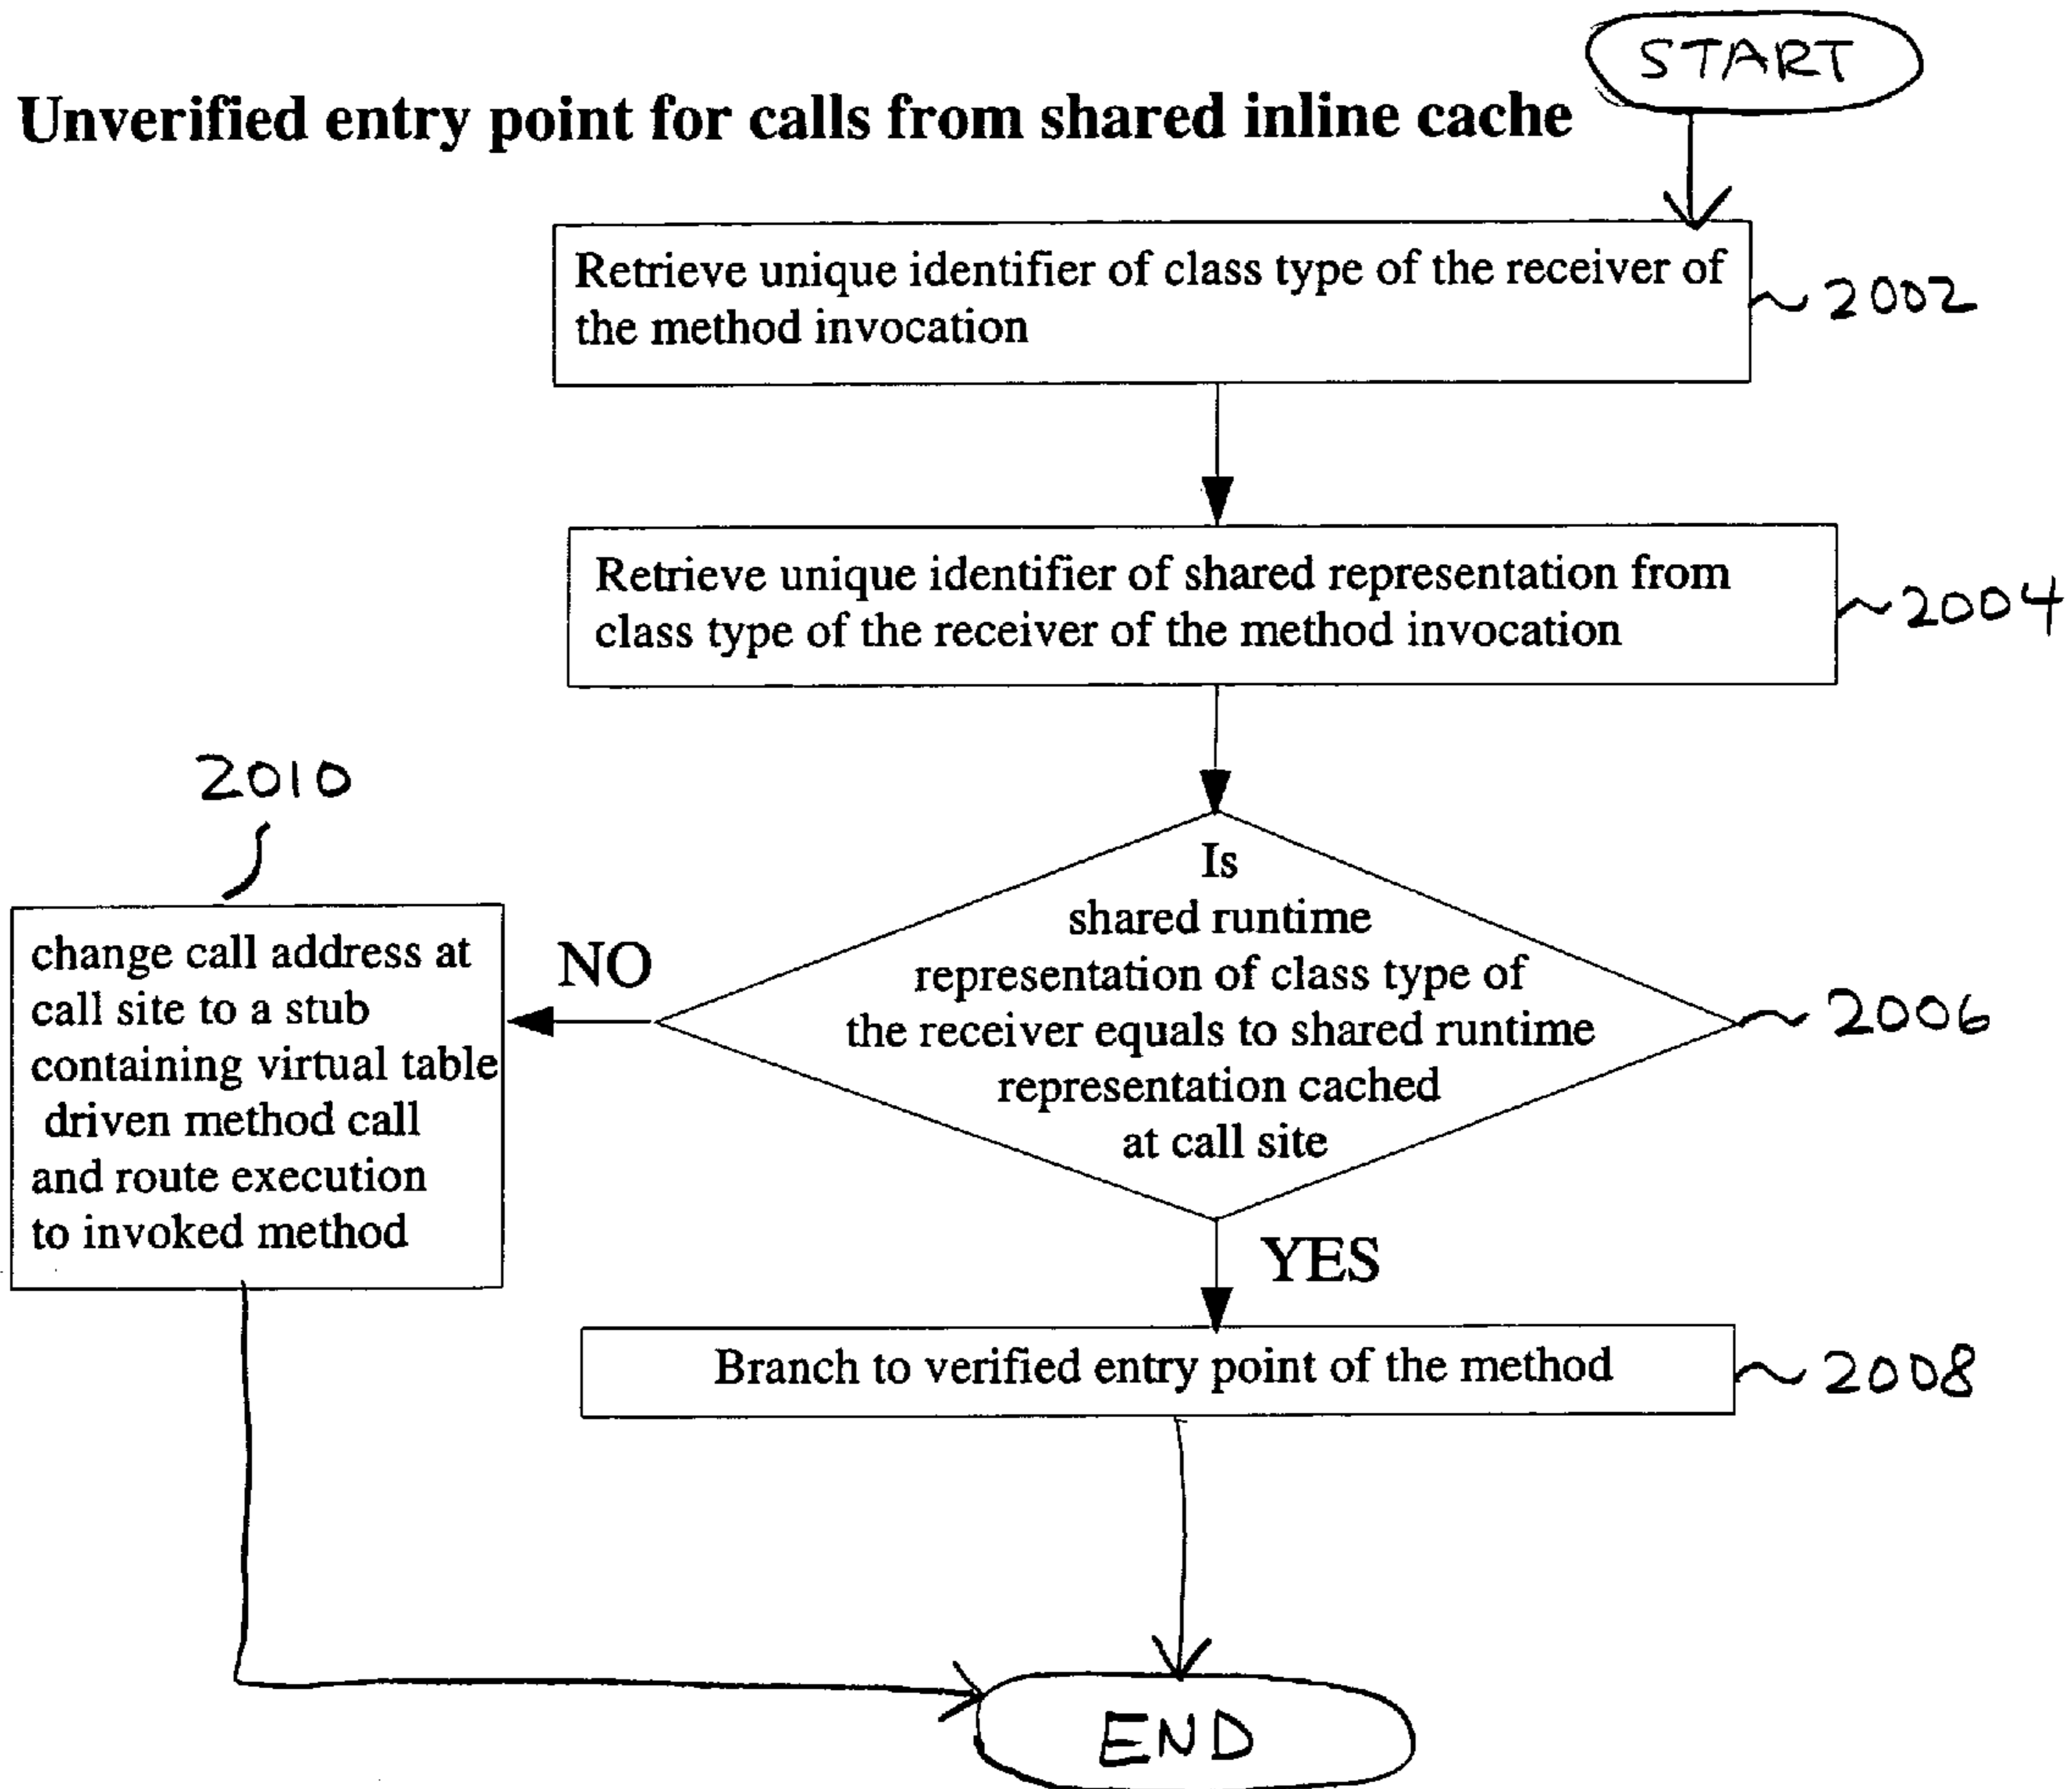 START
Unverified entry point for calls from shared inline cache
Retrieve unique identifier of class type of the receiver of
the method invocation
2002
Retrieve unique identifier of shared representation from
class type of the receiver of the method invocation
2004
2010
Is
shared runtime
representation of class type of
the receiver equals to shared runtime
representation cached
at call site
2006
NO
change call address at
call site to a stub
containing virtual table
driven method call
and route execution
to invoked method
YES
Branch to verified entry point of the method
2008
END